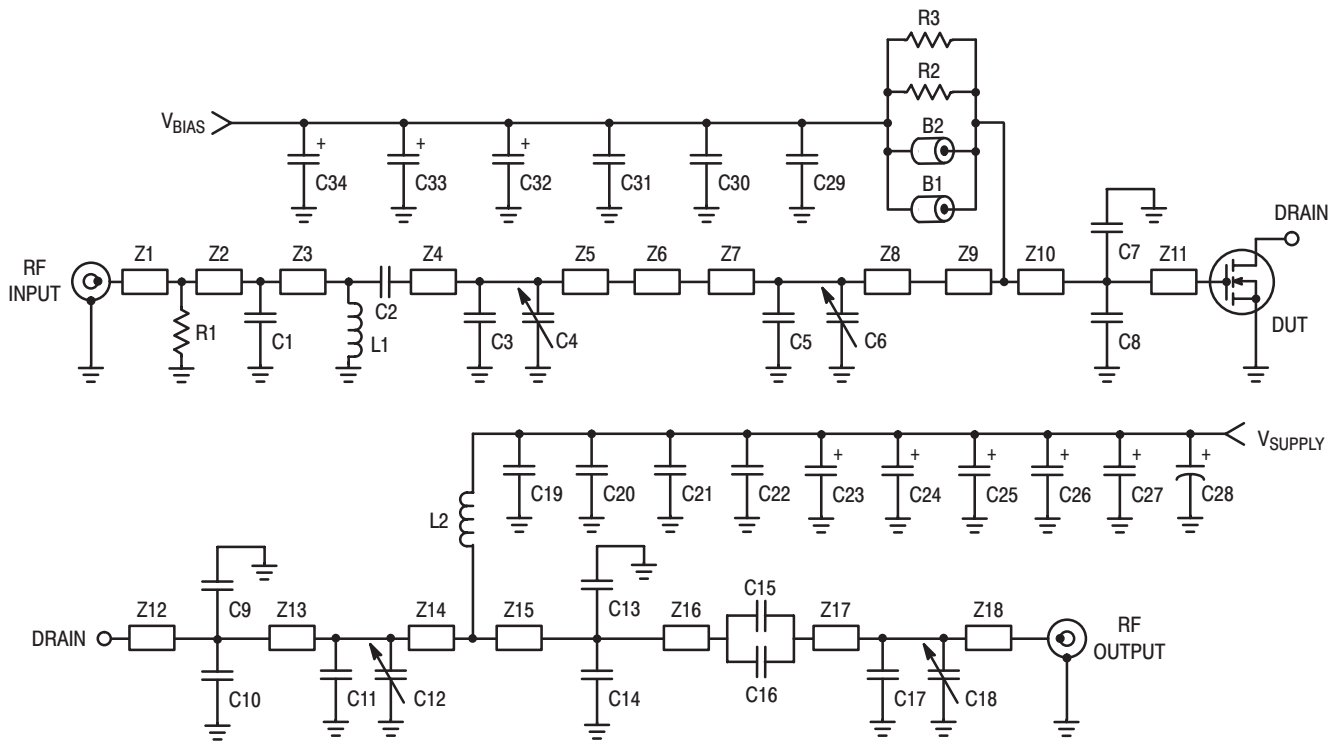 R3
R2
V_BIAS
B2
B1
C34
+
C33
+
C32
+
C31
C30
C29
DRAIN
RF
INPUT
Z1
Z2
Z3
Z4
Z5
Z6
Z7
Z8
Z9
Z10
C7
Z11
R1
C1
L1
C2
C3
C4
C5
C6
C8
DUT
V_SUPPLY
C19
C20
C21
C22
C23
+
C24
+
C25
+
C26
+
C27
+
C28
+
L2
DRAIN
Z12
C9
Z13
Z14
Z15
C13
Z16
C15
C16
Z17
Z18
RF
OUTPUT
C10
C11
C12
C14
C17
C18